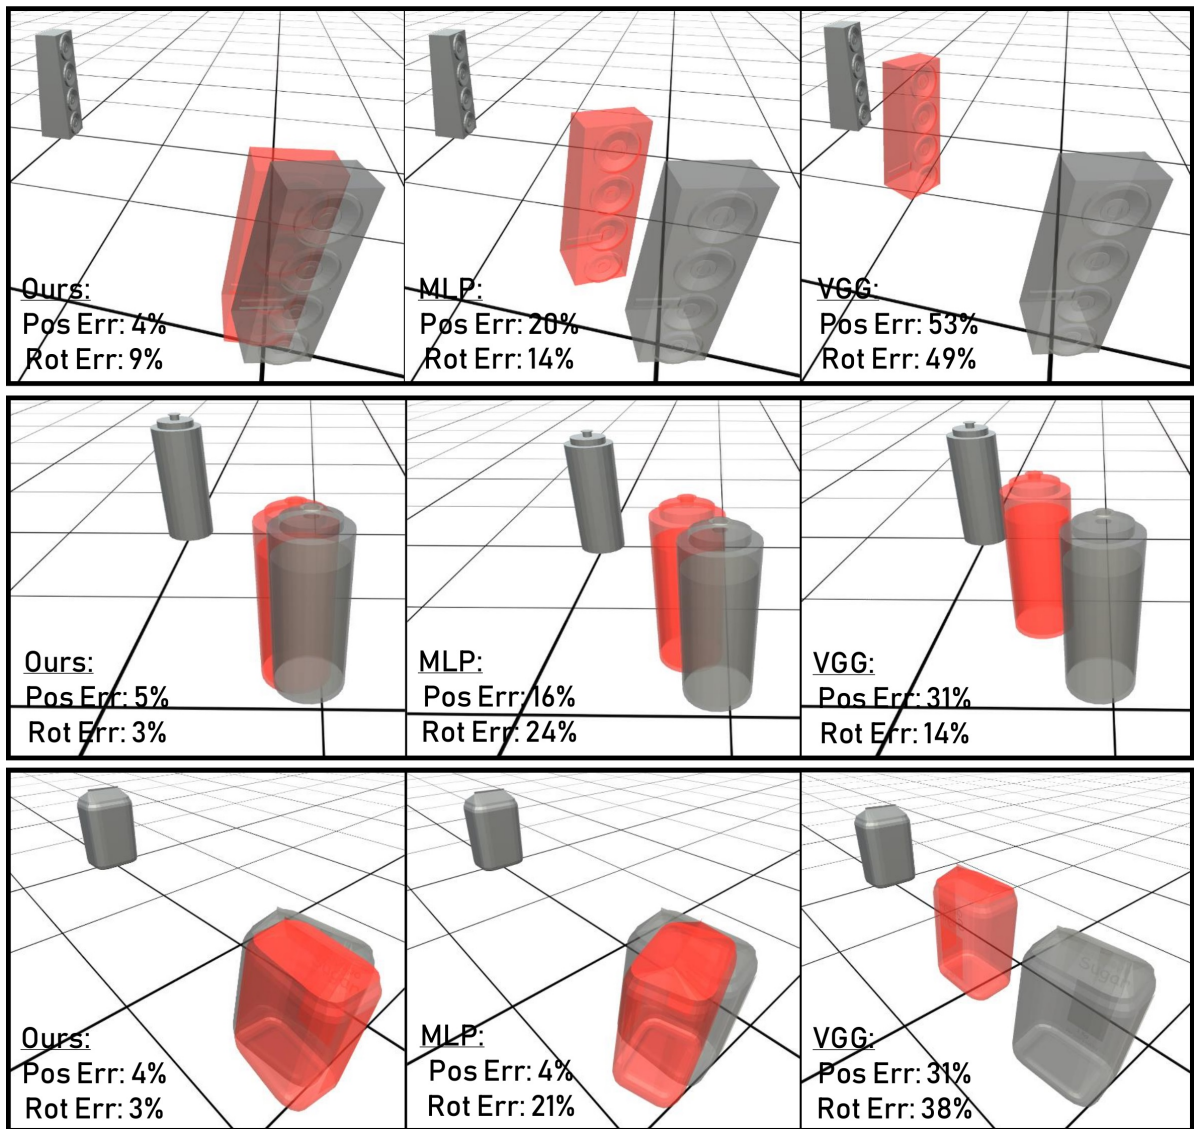 Ours:
Pos Err: 4%
Rot Err: 9%
MLP:
Pos Err: 20%
Rot Err: 14%
VGG:
Pos Err: 53%
Rot Err: 49%
Ours:
Pos Err: 5%
Rot Err: 3%
MLP:
Pos Err: 16%
Rot Err: 24%
VGG:
Pos Err: 31%
Rot Err: 14%
Ours:
Pos Err: 4%
Rot Err: 3%
MLP:
Pos Err: 4%
Rot Err: 21%
Sugar
VGG:
Pos Err: 31%
Rot Err: 38%